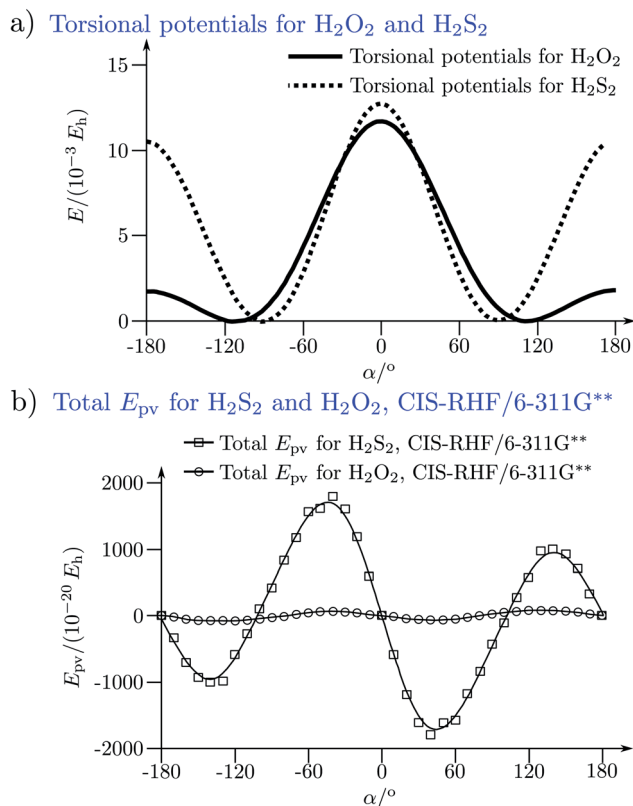 a) Torsional potentials for H₂O₂ and H₂S₂
Torsional potentials for H₂O₂
Torsional potentials for H₂S₂
E/(10⁻³ Eₕ)
15
10
5
0
-180 -120 -60 0 60 120 180
α/º
b) Total Eₚᵥ for H₂S₂ and H₂O₂, CIS-RHF/6-311G**
Total Eₚᵥ for H₂S₂, CIS-RHF/6-311G**
Total Eₚᵥ for H₂O₂, CIS-RHF/6-311G**
Eₚᵥ/(10⁻²⁰ Eₕ)
2000
1000
0
-1000
-2000
-180 -120 -60 0 60 120 180
α/º